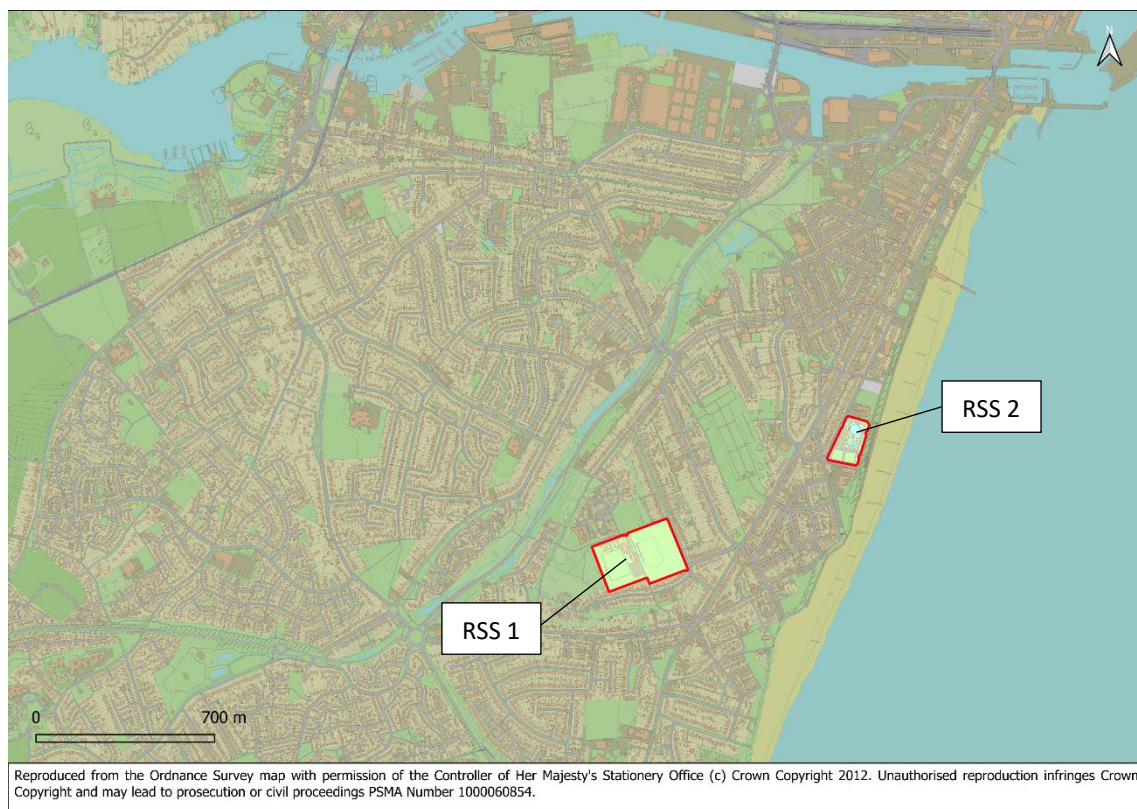 N
RSS 2
RSS 1
0 700 m
Reproduced from the Ordnance Survey map with permission of the Controller of Her Majesty's Stationery Office (c) Crown Copyright 2012. Unauthorised reproduction infringes Crown
Copyright and may lead to prosecution or civil proceedings PSMA Number 1000060854.